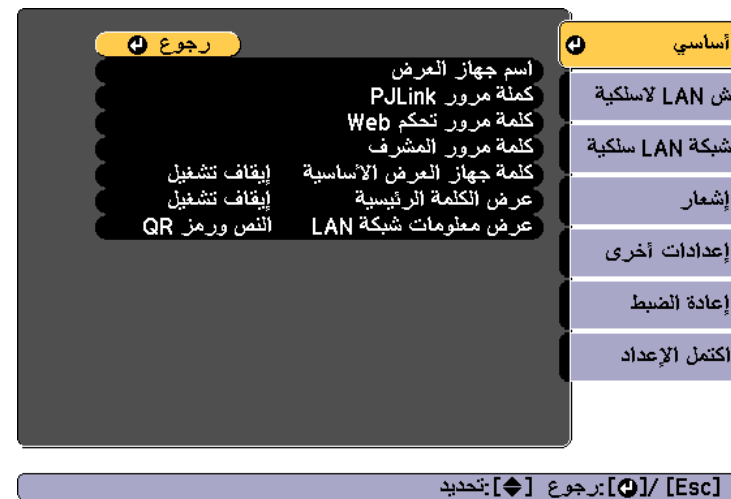 أساسي
ش LAN لاسلكية
شبكة LAN سلكية
إشعار
إعدادات أخرى
إعادة الضبط
اكتمل الإعداد
رجوع
اسم جهاز العرض
كملة مرور PJLink
كلمة مرور تحكم Web
كلمة مرور المشرف
كلمة جهاز العرض الأساسية إيقاف تشغيل
عرض الكلمة الرئيسية إيقاف تشغيل
عرض معلومات شبكة LAN النص ورمز QR
[Esc] /[ ]:رجوع [ ]:تحديد